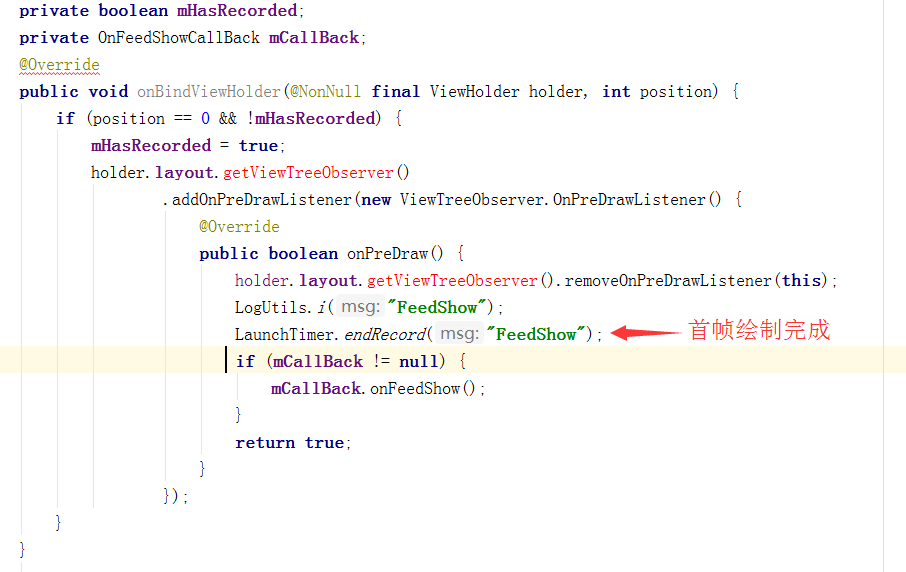 private boolean mHasRecorded;
private OnFeedShowCallBack mCallBack;
@Override
public void onBindViewHolder(@NonNull final ViewHolder holder, int position) {
if (position == 0 && !mHasRecorded) {
mHasRecorded = true;
holder.layout.getViewTreeObserver()
.addOnPreDrawListener(new ViewTreeObserver.OnPreDrawListener() {
@Override
public boolean onPreDraw() {
holder.layout.getViewTreeObserver().removeOnPreDrawListener(this);
LogUtils.i( msg: "FeedShow");
LaunchTimer.endRecord( msg: "FeedShow"); 首帧绘制完成
if (mCallBack != null) {
mCallBack.onFeedShow();
}
return true;
}
});
}
}